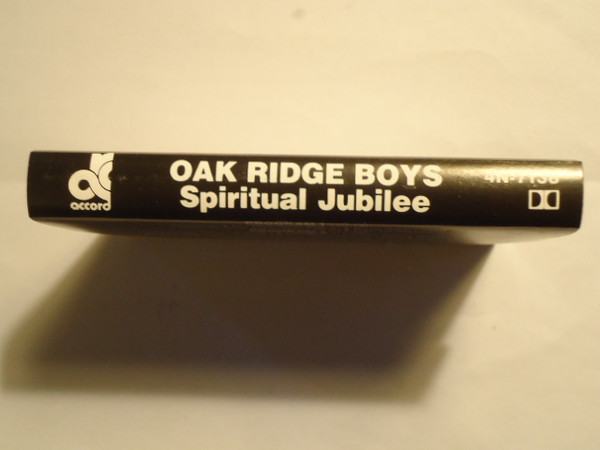 accord
OAK RIDGE BOYS
Spiritual Jubilee